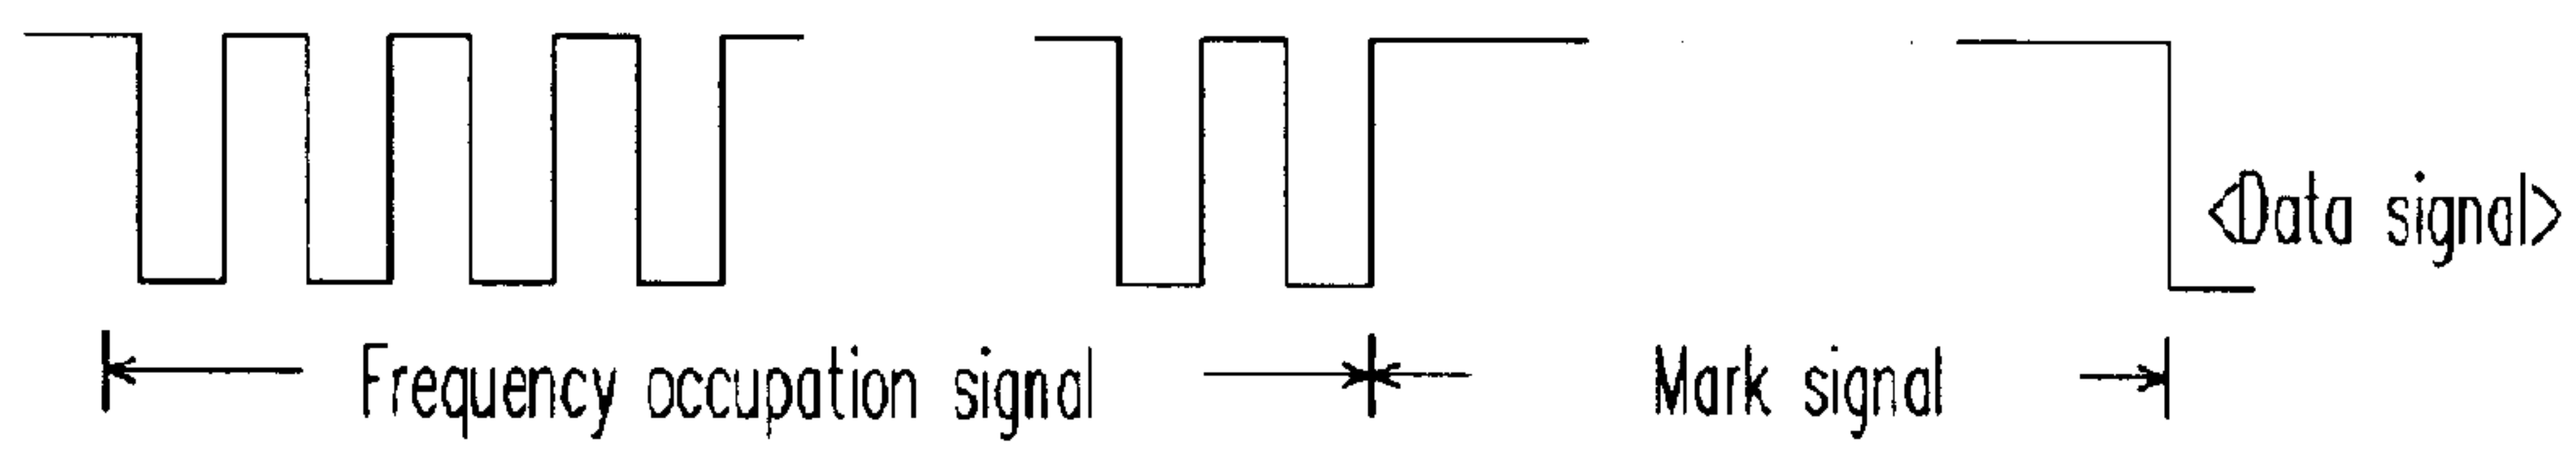 <Data signal>
Frequency occupation signal
Mark signal